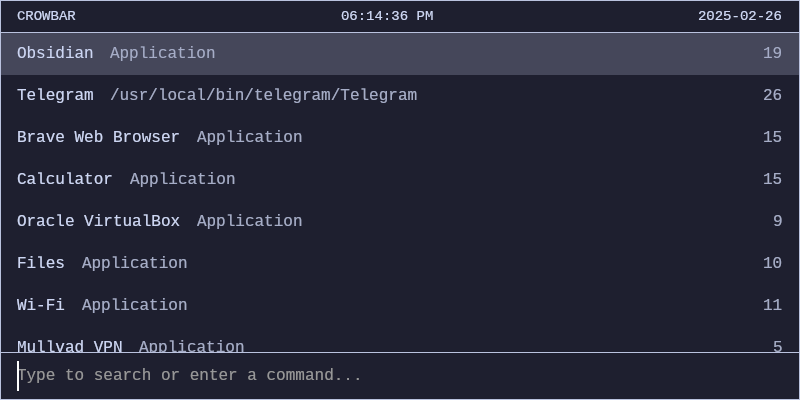 CROWBAR 06:14:36 PM 2025-02-26
Obsidian Application 19
Telegram /usr/local/bin/telegram/Telegram 26
Brave Web Browser Application 15
Calculator Application 15
Oracle VirtualBox Application 9
Files Application 10
Wi-Fi Application 11
Mullvad VPN Application 5
Type to search or enter a command...